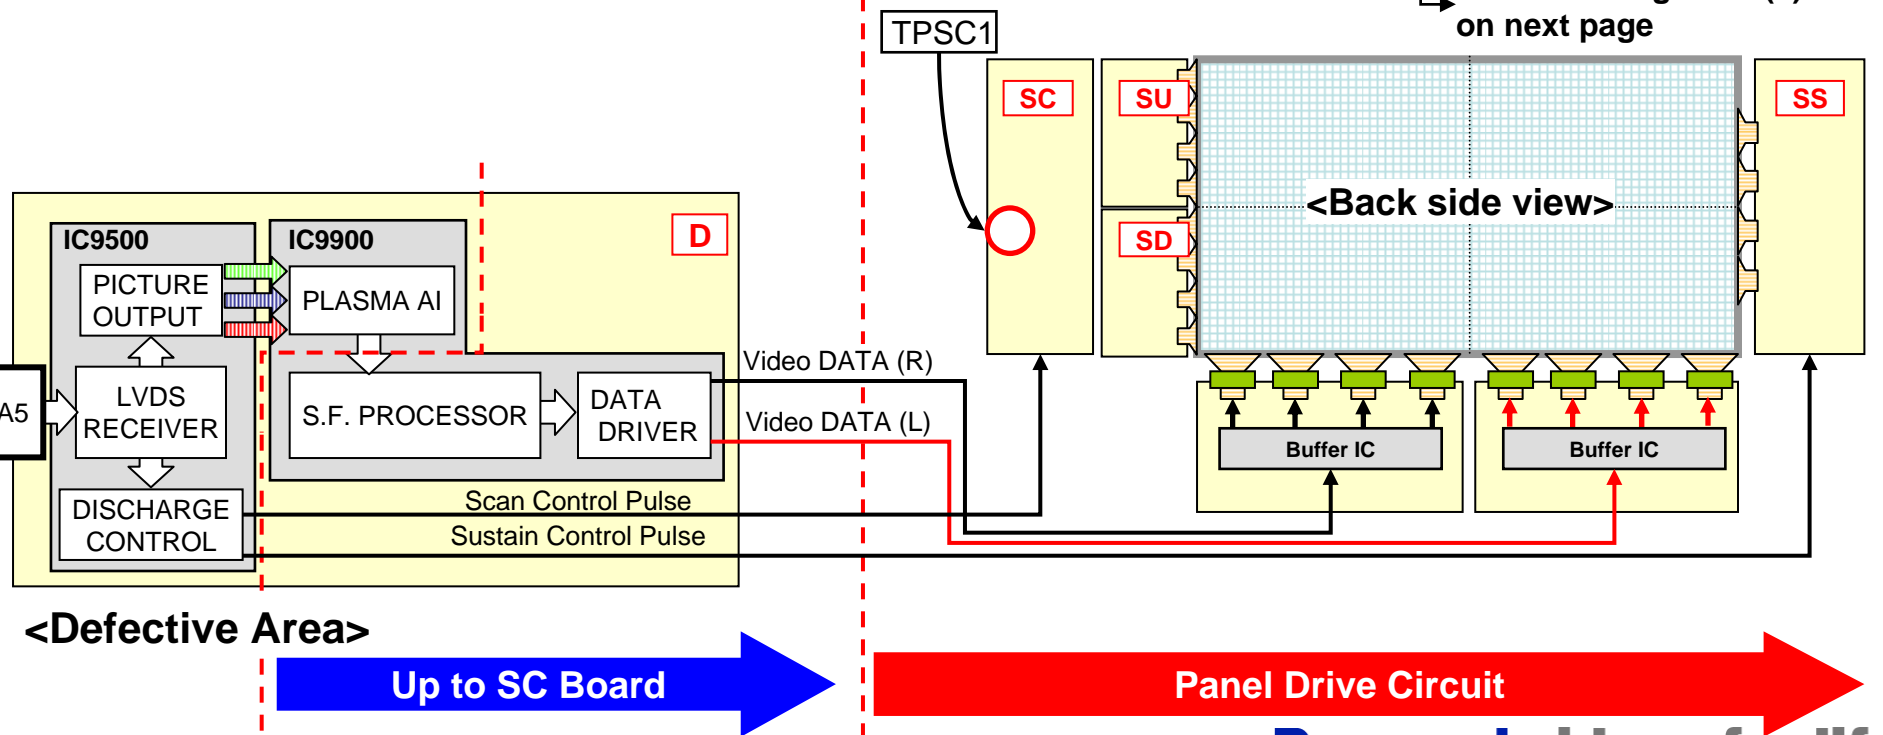 on next page
TPSC1
SC
SU
SS
SD
<Back side view>
D
IC9500
IC9900
PICTURE
OUTPUT
PLASMA AI
A5
LVDS
RECEIVER
S.F. PROCESSOR
DATA
DRIVER
Video DATA (R)
Video DATA (L)
Buffer IC
Buffer IC
DISCHARGE
CONTROL
Scan Control Pulse
Sustain Control Pulse
<Defective Area>
Up to SC Board
Panel Drive Circuit